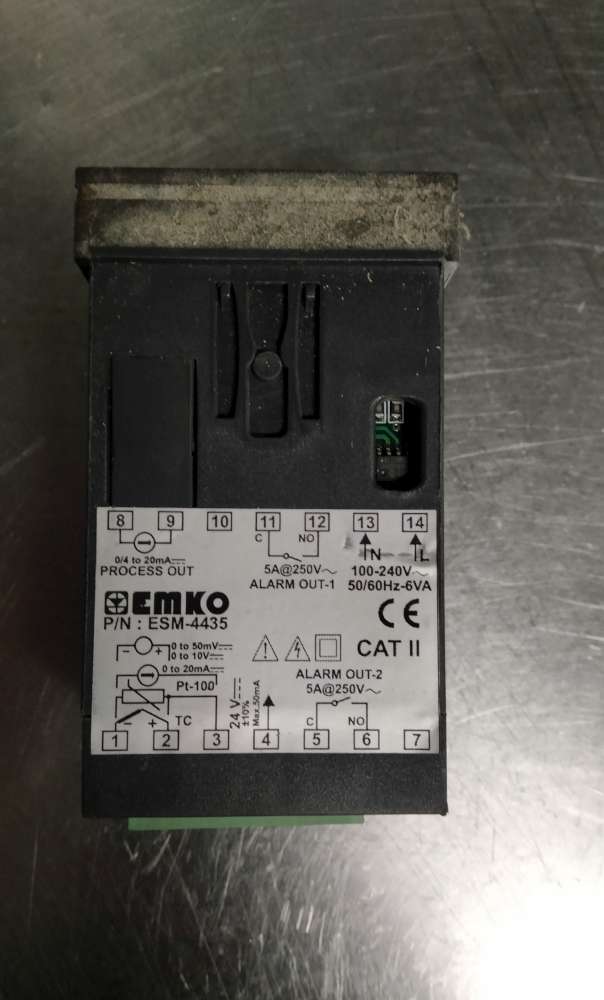 8 9 10 11 12 13 14
C NO N L
0/4 to 20mA
PROCESS OUT
5A@250V~
ALARM OUT-1
100-240V~
50/60Hz-6VA
EMKO
P/N : ESM-4435
CE
CAT II
- + 0 to 50mV
0 to 10V
0 to 20mA
Pt-100
- + TC
24 V
±10%
Max.50mA
ALARM OUT-2
5A@250V~
C NO
1 2 3 4 5 6 7